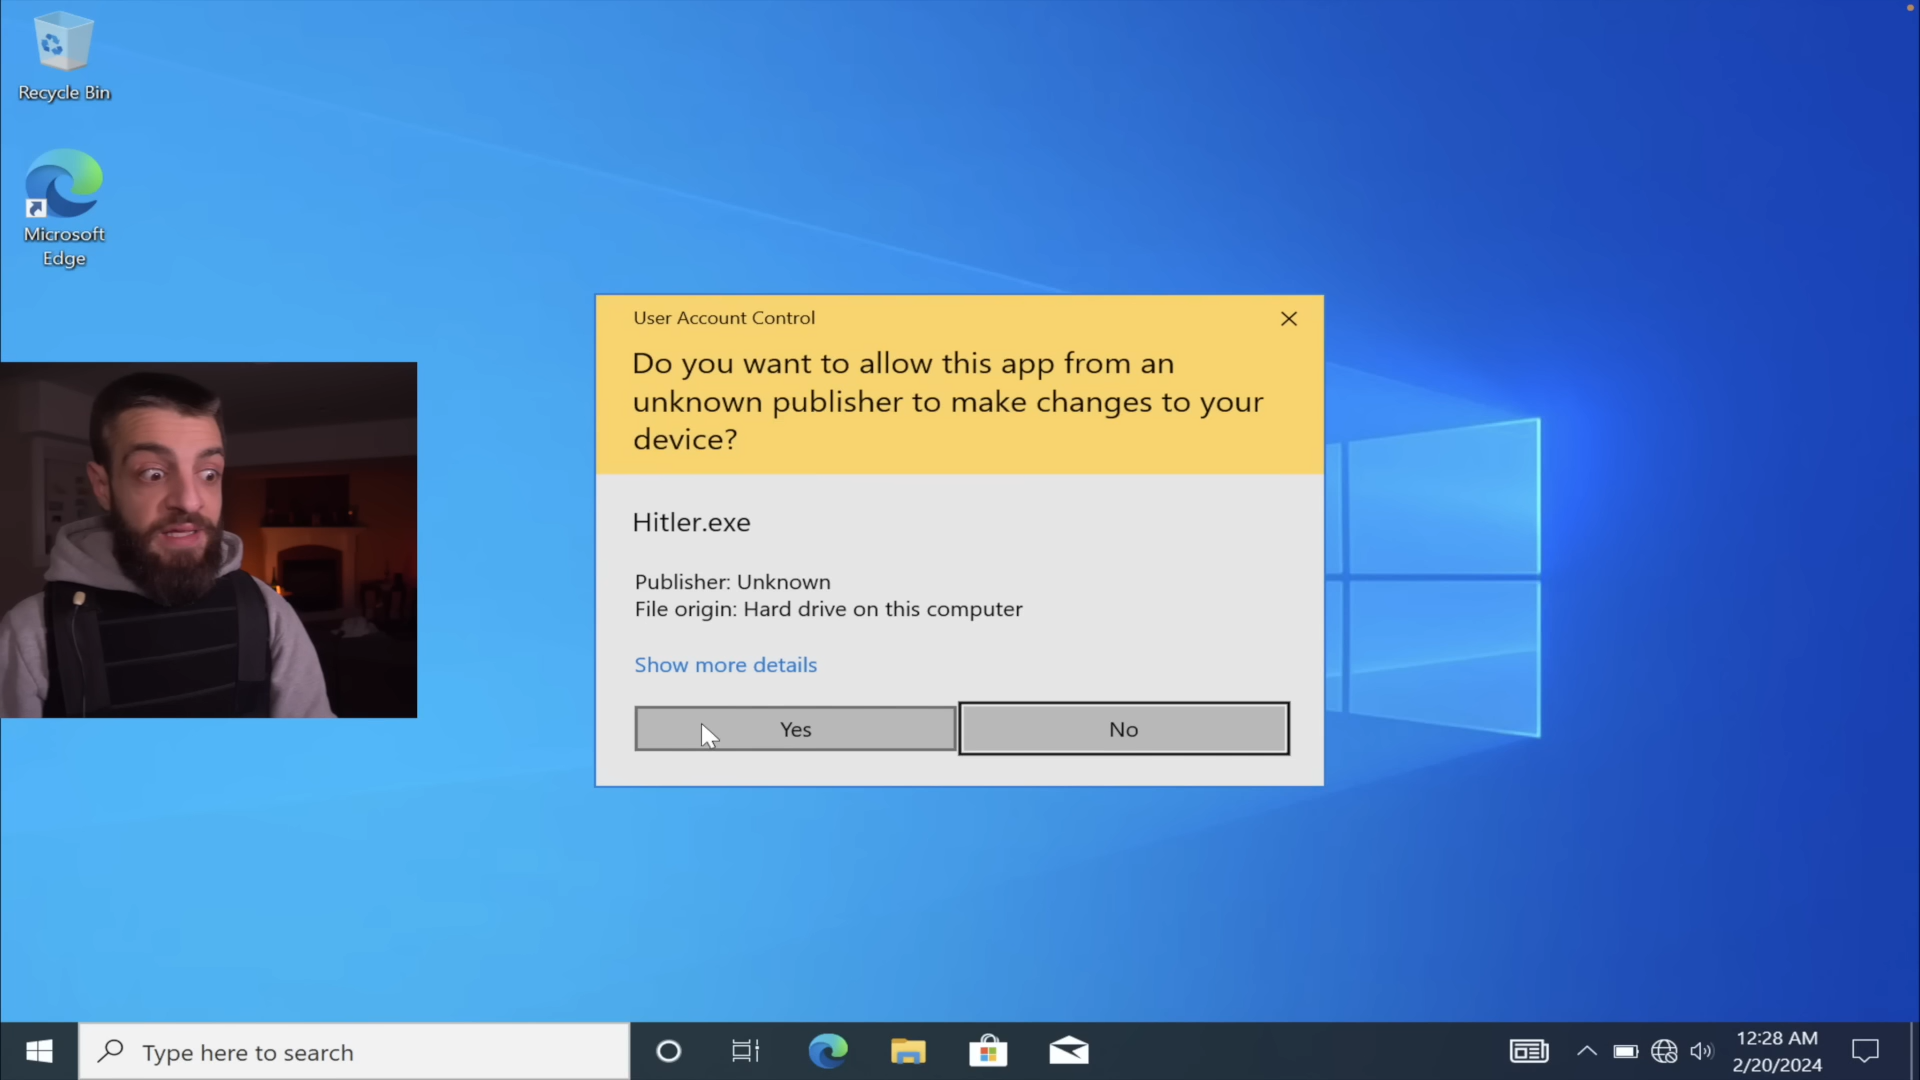 Recycle Bin
Microsoft
Edge
User Account Control
Do you want to allow this app from an
unknown publisher to make changes to your
device?
Hitler.exe
Publisher: Unknown
File origin: Hard drive on this computer
Show more details
Yes
No
Type here to search
12:28 AM
2/20/2024